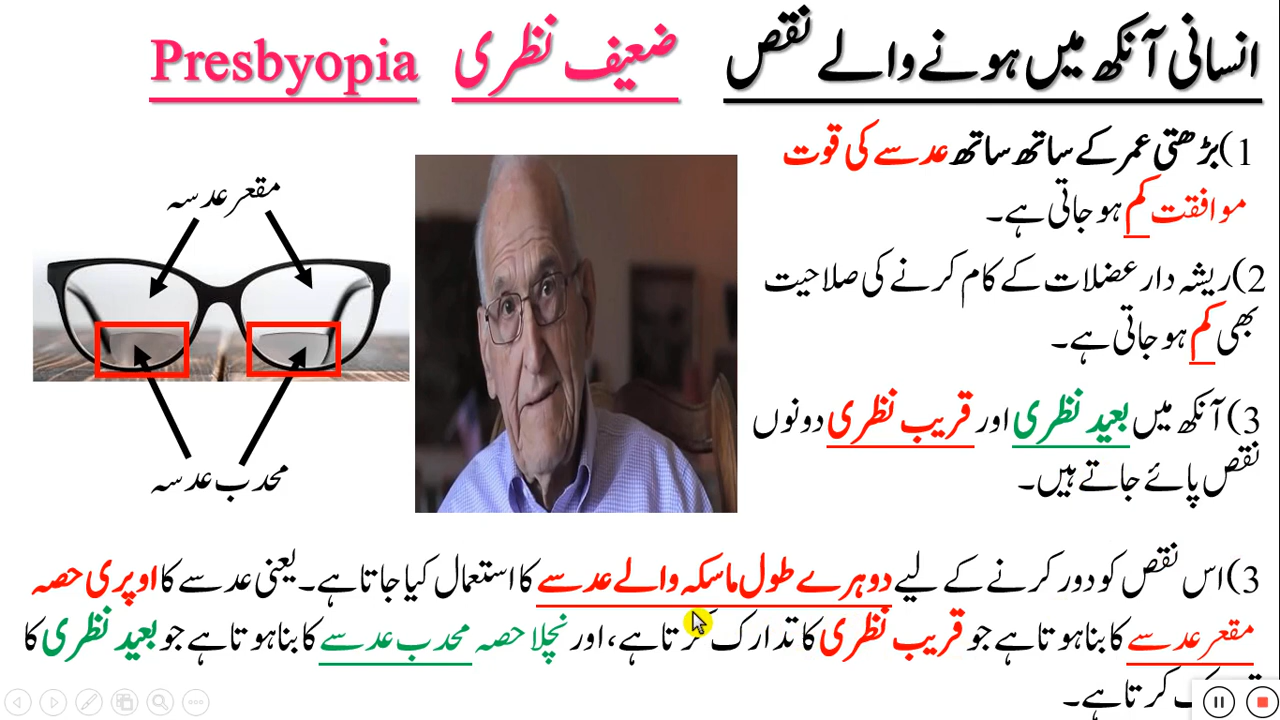 انسانی آنکھ میں ہونے والے نقص ضعیف نظری Presbyopia
1) بڑھتی عمر کے ساتھ ساتھ عدسے کی قوت
موافقت کم ہو جاتی ہے۔
2) ریشہ دار عضلات کے کام کرنے کی صلاحیت
بھی کم ہو جاتی ہے۔
3) آنکھ میں بعید نظری اور قریب نظری دونوں
نقص پائے جاتے ہیں۔
مقعر عدسہ
محدب عدسہ
3) اس نقص کو دور کرنے کے لیے دوہرے طول ماسکہ والے عدسے کا استعمال کیا جاتا ہے۔ یعنی عدسے کا اوپری حصہ
مقعر عدسے کا بنا ہوتا ہے جو قریب نظری کا تدارک کرتا ہے، اور نچلا حصہ محدب عدسے کا بنا ہوتا ہے جو بعید نظری کا
کرتا ہے۔